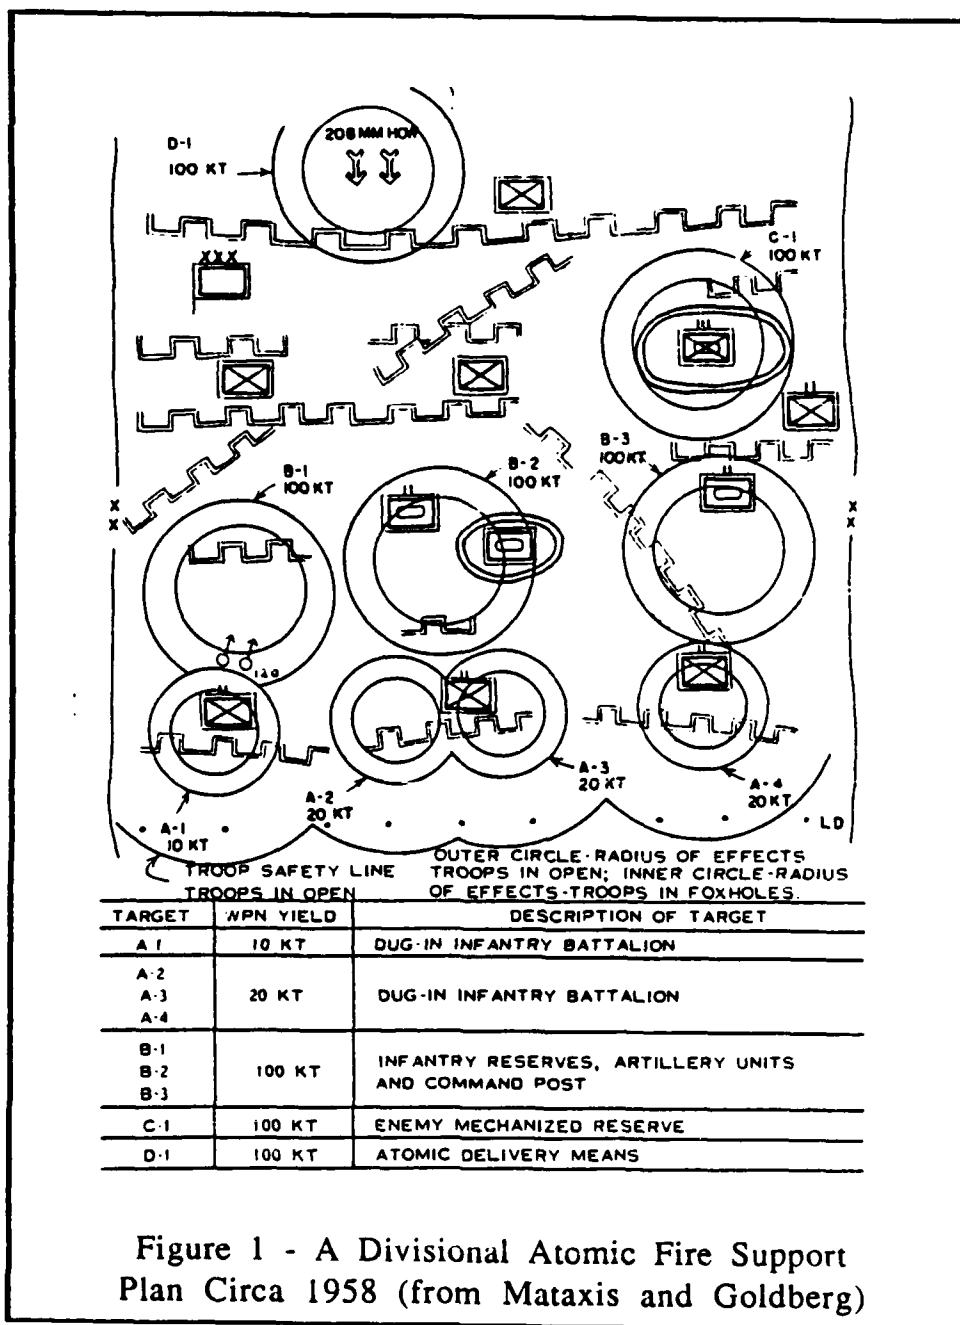 208 MM HOW
D-1
100 KT
C-1
100 KT
XXX
B-3
100 KT
B-1
100 KT
B-2
100 KT
X
X
X
X
120
A-1
10 KT
A-2
20 KT
A-3
20 KT
A-4
20 KT
LD
TROOP SAFETY LINE
TROOPS IN OPEN
OUTER CIRCLE-RADIUS OF EFFECTS
TROOPS IN OPEN; INNER CIRCLE-RADIUS
OF EFFECTS-TROOPS IN FOXHOLES.
TARGET WPN YIELD DESCRIPTION OF TARGET
A-1 10 KT DUG-IN INFANTRY BATTALION
A-2
A-3 20 KT DUG-IN INFANTRY BATTALION
A-4
B-1
B-2 100 KT INFANTRY RESERVES, ARTILLERY UNITS
AND COMMAND POST
B-3
C-1 100 KT ENEMY MECHANIZED RESERVE
D-1 100 KT ATOMIC DELIVERY MEANS
Figure 1 - A Divisional Atomic Fire Support
Plan Circa 1958 (from Mataxis and Goldberg)